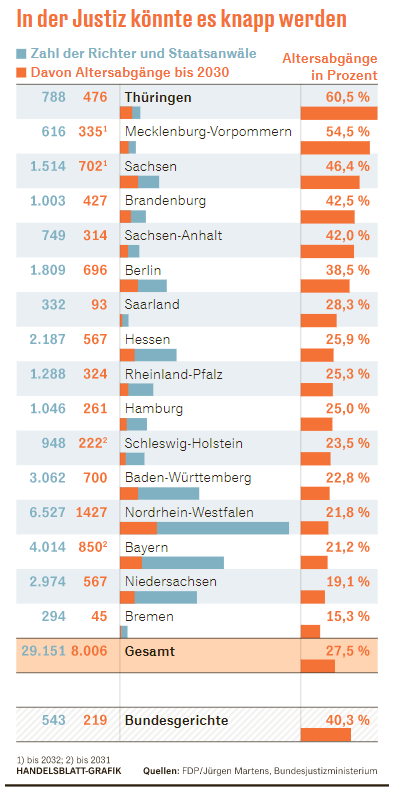 In der Justiz könnte es knapp werden
Zahl der Richter und Staatsanwäle
Davon Altersabgänge bis 2030
Altersabgänge
in Prozent
788 476 Thüringen 60,5 %
616 335¹ Mecklenburg-Vorpommern 54,5 %
1.514 702¹ Sachsen 46,4 %
1.003 427 Brandenburg 42,5 %
749 314 Sachsen-Anhalt 42,0 %
1.809 696 Berlin 38,5 %
332 93 Saarland 28,3 %
2.187 567 Hessen 25,9 %
1.288 324 Rheinland-Pfalz 25,3 %
1.046 261 Hamburg 25,0 %
948 222² Schleswig-Holstein 23,5 %
3.062 700 Baden-Württemberg 22,8 %
6.527 1427 Nordrhein-Westfalen 21,8 %
4.014 850² Bayern 21,2 %
2.974 567 Niedersachsen 19,1 %
294 45 Bremen 15,3 %
29.151 8.006 Gesamt 27,5 %
543 219 Bundesgerichte 40,3 %
1) bis 2032; 2) bis 2031
HANDELSBLATT-GRAFIK Quellen: FDP/Jürgen Martens, Bundesjustizministerium